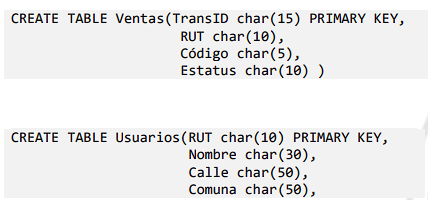 CREATE TABLE Ventas(TransID char(15) PRIMARY KEY,
RUT char(10),
Código char(5),
Estatus char(10) )
CREATE TABLE Usuarios(RUT char(10) PRIMARY KEY,
Nombre char(30),
Calle char(50),
Comuna char(50),